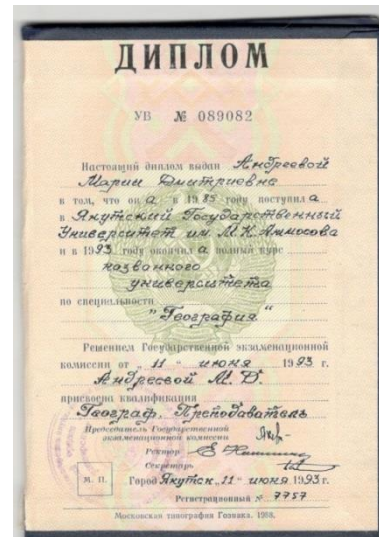 ДИПЛОМ
УВ № 089082
Настоящий диплом выдан Андреевой
Марии Дмитриевне
в том, что он а в 1985 году поступил а
в Якутский Государственный
Университет им. М.К. Аммосова
и в 1993 году окончил а полный курс
названного
университета
по специальности
"География"
Решением Государственной экзаменационной
комиссии от "11" июня 1993 г.
Андреевой М. Д.
присвоена квалификация
Географ. Преподаватель
Председатель Государственной
экзаменационной комиссии
Ректор
Секретарь
М. П.
Город Якутск "11" июня 1993 г.
Регистрационный № 7757
Московская типография Гознака. 1988.